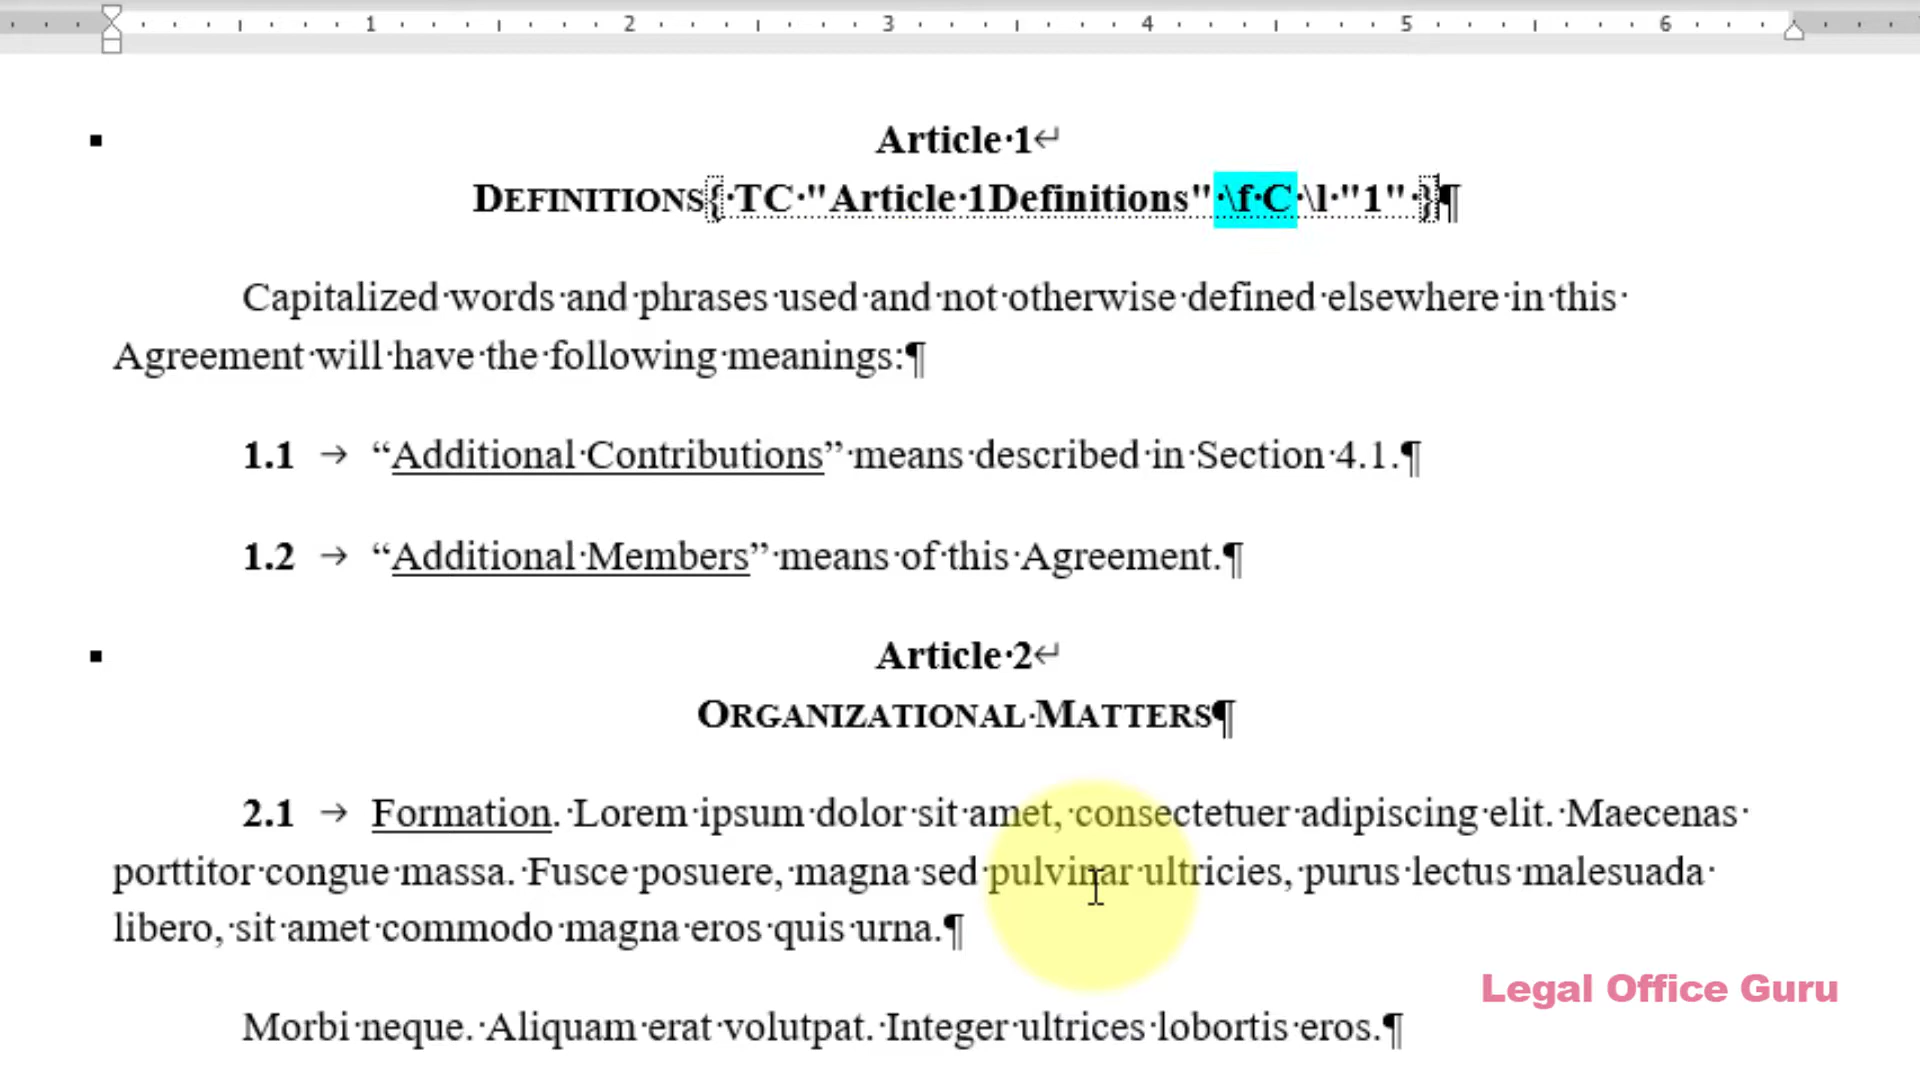 1 2 3 4 5 6
Article·1↵
DEFINITIONS{·TC·"Article·1Definitions"·\f·C·\l·"1"·}¶
Capitalized·words·and·phrases·used·and·not·otherwise·defined·elsewhere·in·this·
Agreement·will·have·the·following·meanings:¶
1.1 → “Additional·Contributions”·means·described·in·Section·4.1.¶
1.2 → “Additional·Members”·means·of·this·Agreement.¶
Article·2↵
ORGANIZATIONAL·MATTERS¶
2.1 → Formation.·Lorem·ipsum·dolor·sit·amet,·consectetuer·adipiscing·elit.·Maecenas·
porttitor·congue·massa.·Fusce·posuere,·magna·sed·pulvinar·ultricies,·purus·lectus·malesuada·
libero,·sit·amet·commodo·magna·eros·quis·urna.¶
Legal Office Guru
Morbi·neque.·Aliquam·erat·volutpat.·Integer·ultrices·lobortis·eros.¶